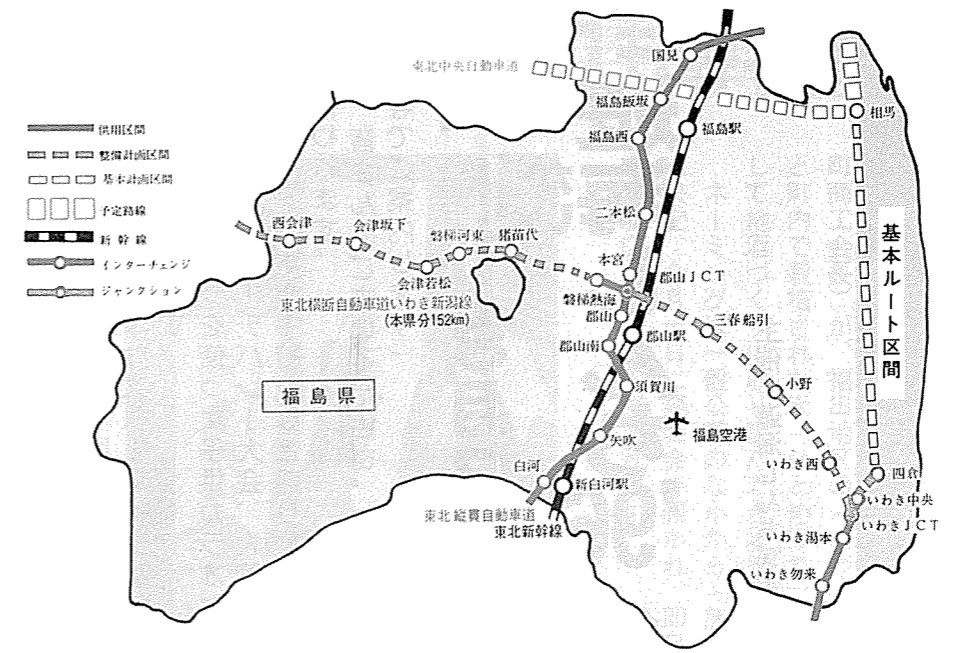 東北中央自動車道
国見
福島飯坂
相馬
福島西
福島駅
供用区間
整備計画区間
基本計画区間
予定路線
新幹線
インターチェンジ
ジャンクション
二本松
西会津
会津坂下
磐梯河東
猪苗代
会津若松
本宮
郡山JCT
東北横断自動車道いわき新潟線
(本県分152km)
磐梯熱海
郡山
三春船引
郡山南
郡山駅
基本ルート区間
福島県
須賀川
小野
福島空港
矢吹
白河
いわき西
四倉
新白河駅
いわき中央
東北縦貫自動車道
いわきJCT
東北新幹線
いわき湯本
いわき勿来